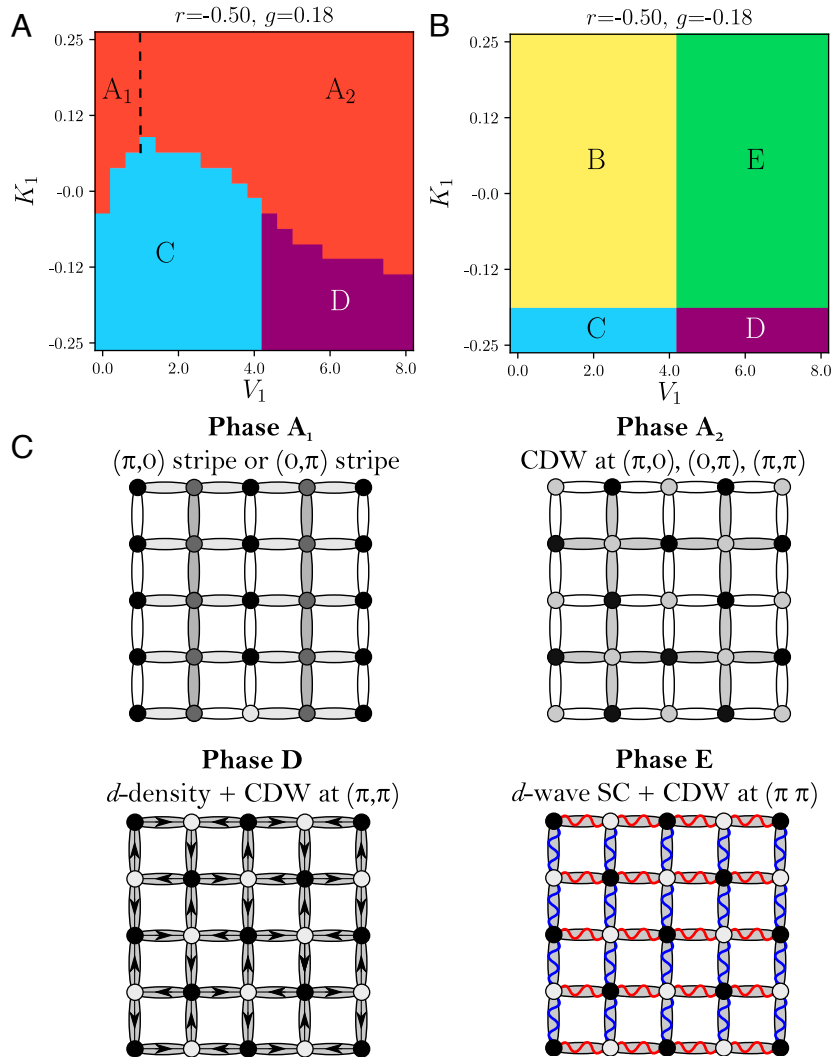 A
r=-0.50, g=0.18
0.25
0.12
-0.0
-0.12
-0.25
K₁
A₁
A₂
C
D
0.0 2.0 4.0 6.0 8.0
V₁
B
r=-0.50, g=-0.18
0.25
0.12
-0.0
-0.12
-0.25
K₁
B
E
C
D
0.0 2.0 4.0 6.0 8.0
V₁
C
Phase A₁
(π,0) stripe or (0,π) stripe
Phase A₂
CDW at (π,0), (0,π), (π,π)
Phase D
d-density + CDW at (π,π)
Phase E
d-wave SC + CDW at (π π)